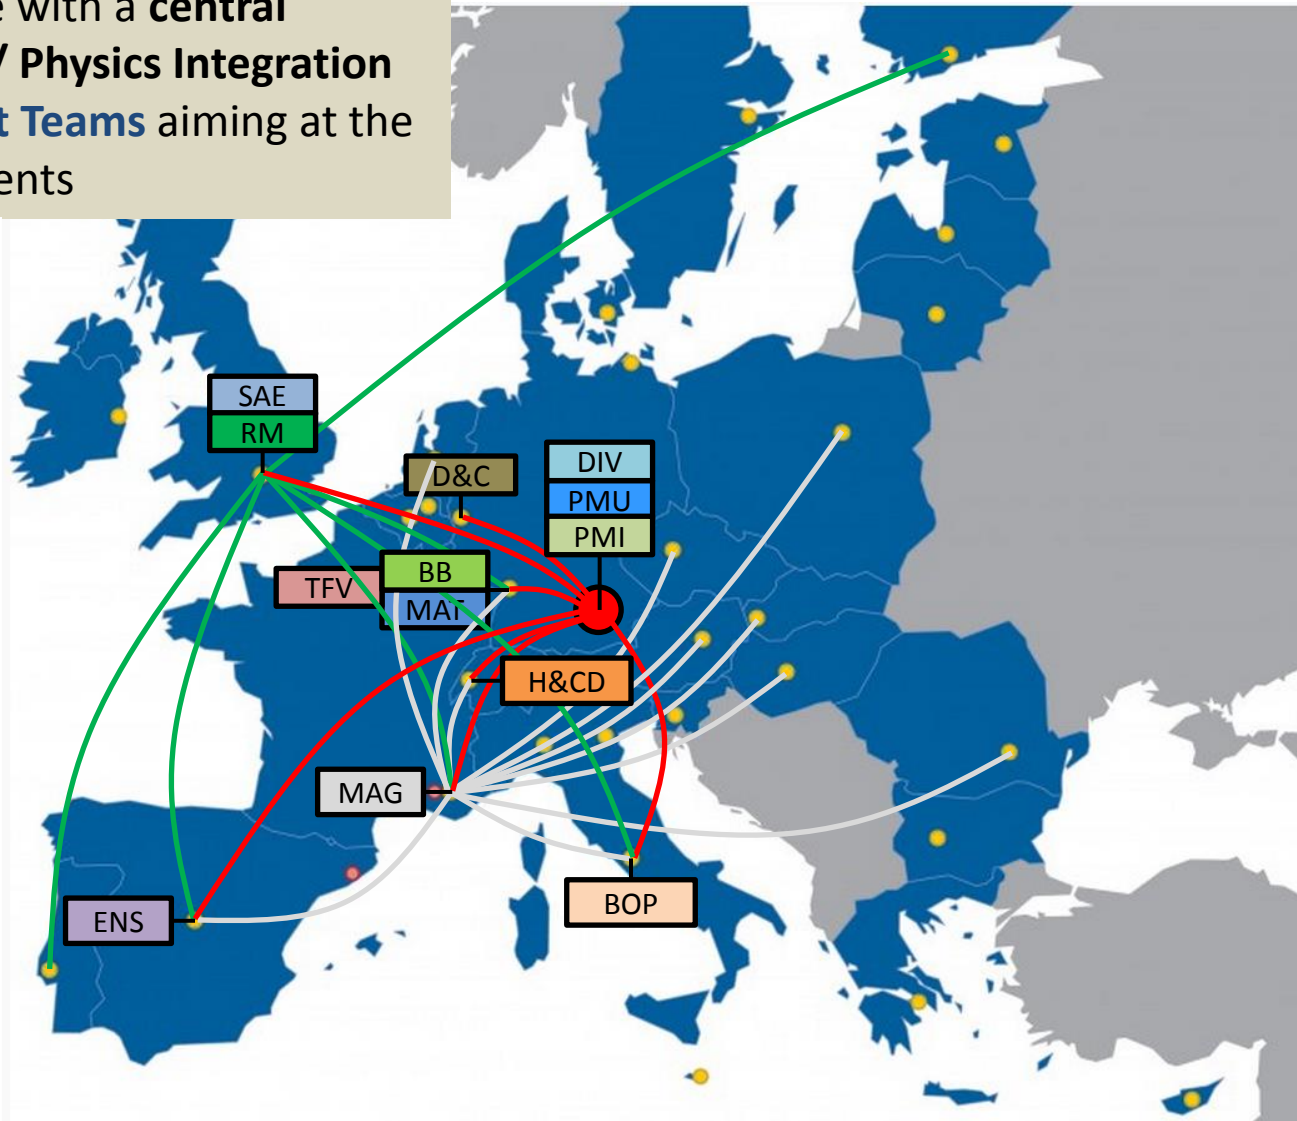 e with a central
/ Physics Integration
t Teams aiming at the
ents
SAE
RM
D&C
DIV
PMU
PMI
TFV
BB
MAT
H&CD
MAG
ENS
BOP